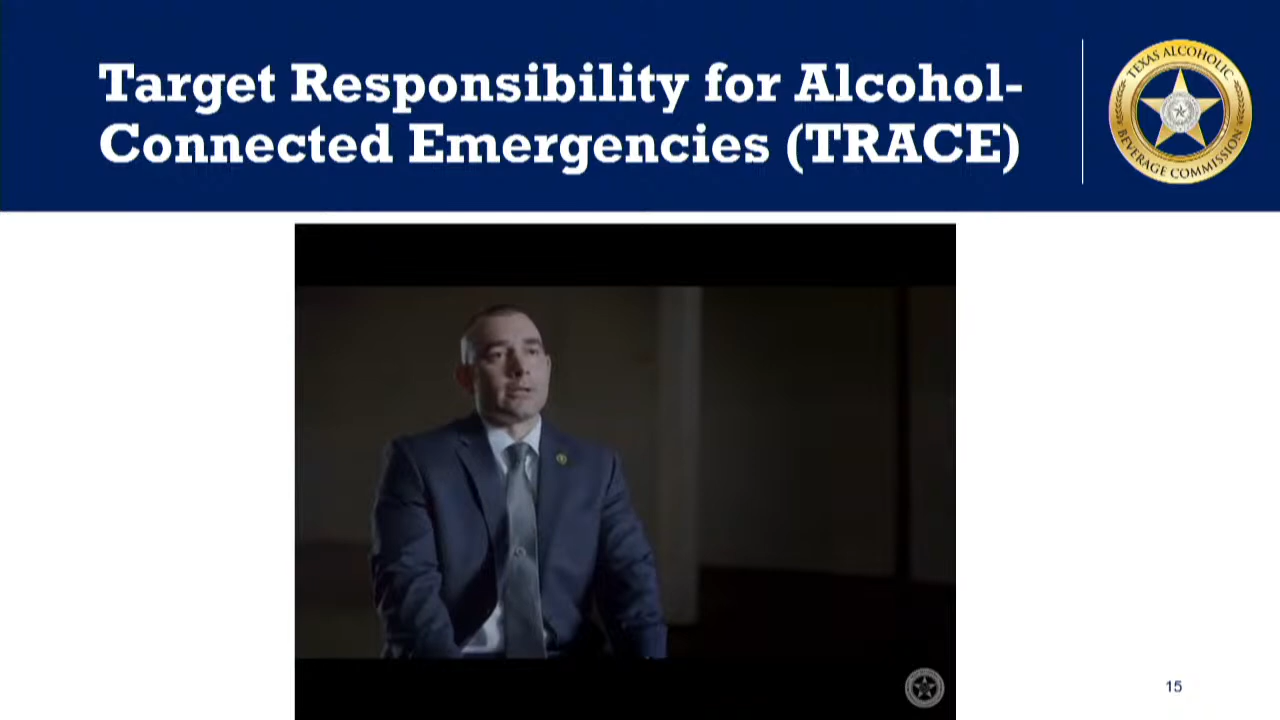 Target Responsibility for Alcohol-
Connected Emergencies (TRACE)
TEXAS ALCOHOLIC
BEVERAGE COMMISSION
15